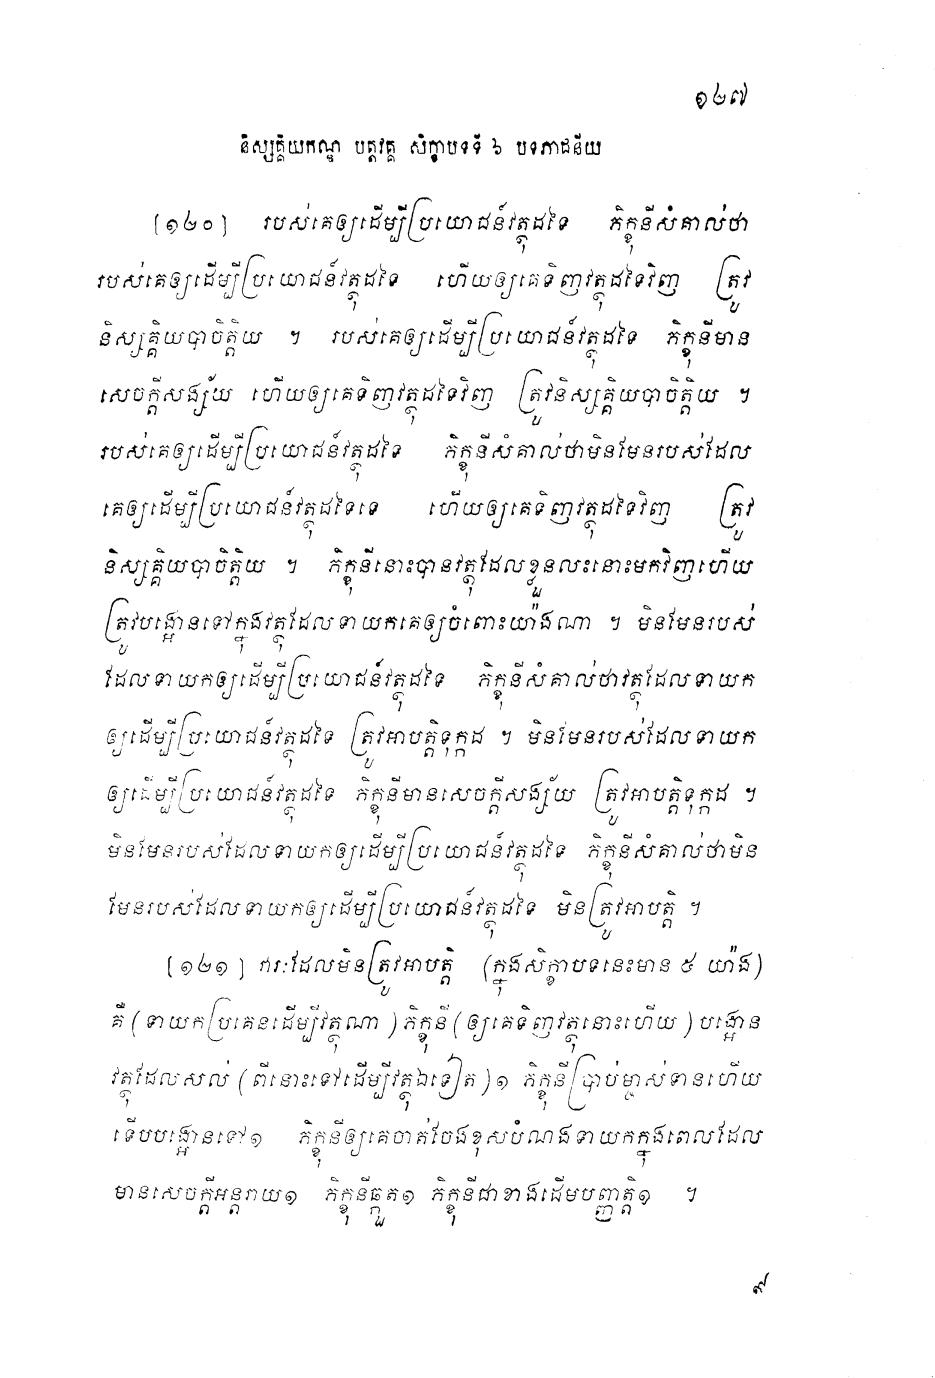 ១២៧
និស្សគ្គិយកណ្ឌ បត្តវគ្គ សិក្ខាបទទី ៦ បទភាជនីយ
[១២០] របស់គេឲ្យដើម្បីប្រយោជន៍វត្ថុដទៃ ភិក្ខុនីសំគាល់ថា
របស់គេឲ្យដើម្បីប្រយោជន៍វត្ថុដទៃ ហើយឲ្យគេទិញវត្ថុដទៃវិញ ត្រូវ
និស្សគ្គិយបាចិត្តិយ ។ របស់គេឲ្យដើម្បីប្រយោជន៍វត្ថុដទៃ ភិក្ខុនីមាន
សេចក្តីសង្ស័យ ហើយឲ្យគេទិញវត្ថុដទៃវិញ ត្រូវនិស្សគ្គិយបាចិត្តិយ ។
របស់គេឲ្យដើម្បីប្រយោជន៍វត្ថុដទៃ ភិក្ខុនីសំគាល់ថាមិនមែនរបស់ដែល
គេឲ្យដើម្បីប្រយោជន៍វត្ថុដទៃទេ ហើយឲ្យគេទិញវត្ថុដទៃវិញ ត្រូវ
និស្សគ្គិយបាចិត្តិយ ។ ភិក្ខុនីនោះបានវត្ថុដែលខ្លួនលះនោះមកវិញហើយ
ត្រូវបង្អោនទៅក្នុងវត្ថុដែលទាយកគេឲ្យចំពោះយ៉ាងណា ។ មិនមែនរបស់
ដែលទាយកឲ្យដើម្បីប្រយោជន៍វត្ថុដទៃ ភិក្ខុនីសំគាល់ថាវត្ថុដែលទាយក
ឲ្យដើម្បីប្រយោជន៍វត្ថុដទៃ ត្រូវអាបត្តិទុក្កដ ។ មិនមែនរបស់ដែលទាយក
ឲ្យដើម្បីប្រយោជន៍វត្ថុដទៃ ភិក្ខុនីមានសេចក្តីសង្ស័យ ត្រូវអាបត្តិទុក្កដ ។
មិនមែនរបស់ដែលទាយកឲ្យដើម្បីប្រយោជន៍វត្ថុដទៃ ភិក្ខុនីសំគាល់ថាមិន
មែនរបស់ដែលទាយកឲ្យដើម្បីប្រយោជន៍វត្ថុដទៃ មិនត្រូវអាបត្តិ ។
[១២១] ការៈដែលមិនត្រូវអាបត្តិ (ក្នុងសិក្ខាបទនេះមាន ៥ យ៉ាង)
គឺ (ទាយកប្រគេនដើម្បីវត្ថុណា) ភិក្ខុនី (ឲ្យគេទិញវត្ថុនោះហើយ) បង្អោន
វត្ថុដែលសល់ (ពីនោះទៅដើម្បីវត្ថុឯទៀត) ១ ភិក្ខុនីប្រាប់ម្ចាស់ទានហើយ
ទើបបង្អោនទៅ១ ភិក្ខុនីឲ្យគេចាត់ចែងខុសបំណងទាយកក្នុងពេលដែល
មានសេចក្តីអន្តរាយ១ ភិក្ខុនីឆ្កួត១ ភិក្ខុនីជាខាងដើមបញ្ញត្តិ១ ។
៩